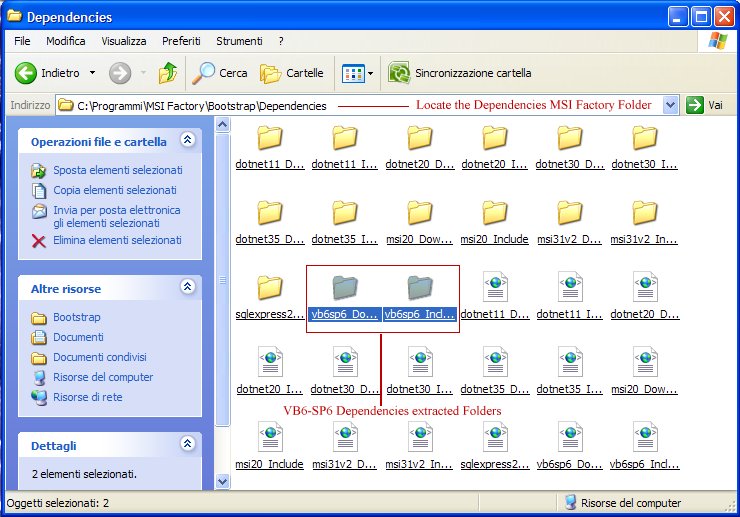 Dependencies
File Modifica Visualizza Preferiti Strumenti ?
Indietro Cerca Cartelle Sincronizzazione cartella
Indirizzo C:\Programmi\MSI Factory\Bootstrap\Dependencies Locate the Dependencies MSI Factory Folder Vai
Operazioni file e cartella
Sposta elementi selezionati
Copia elementi selezionati
Invia per posta elettronica
gli elementi selezionati
Elimina elementi selezionati
Altre risorse
Bootstrap
Documenti
Documenti condivisi
Risorse del computer
Risorse di rete
Dettagli
2 elementi selezionati.
dotnet11_D... dotnet11_I... dotnet20_D... dotnet20_I... dotnet30_D... dotnet30_I...
dotnet35_D... dotnet35_I... msi20_Dow... msi20_Include msi31v2_D... msi31v2_In...
sqlexpress2... vb6sp6_Do... vb6sp6_Incl... dotnet11_D... dotnet11_I... dotnet20_D...
dotnet20_I... dotnet30_D... dotnet30_I... dotnet35_D... dotnet35_I... msi20_Dow...
VB6-SP6 Dependencies extracted Folders
msi20_Include msi31v2_D... msi31v2_In... sqlexpress2... vb6sp6_D... vb6sp6_Incl...
Oggetti selezionati: 2 Risorse del computer